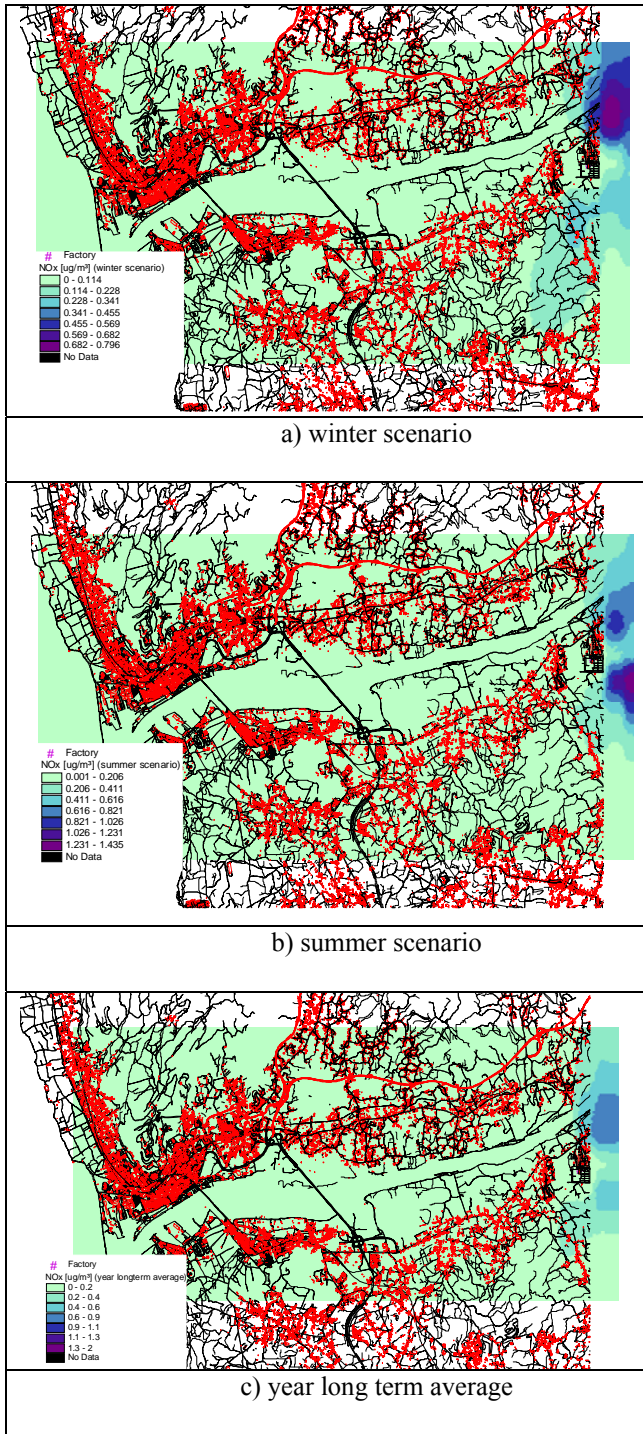 # Factory
NOx [ug/m³] (winter scenario)
0 - 0.114
0.114 - 0.228
0.228 - 0.341
0.341 - 0.455
0.455 - 0.569
0.569 - 0.682
0.682 - 0.796
No Data
a) winter scenario
# Factory
NOx [ug/m³] (summer scenario)
0.001 - 0.206
0.206 - 0.411
0.411 - 0.616
0.616 - 0.821
0.821 - 1.026
1.026 - 1.231
1.231 - 1.435
No Data
b) summer scenario
# Factory
NOx [ug/m³] (year longterm average)
0 - 0.2
0.2 - 0.4
0.4 - 0.6
0.6 - 0.9
0.9 - 1.1
1.1 - 1.3
1.3 - 2
No Data
c) year long term average